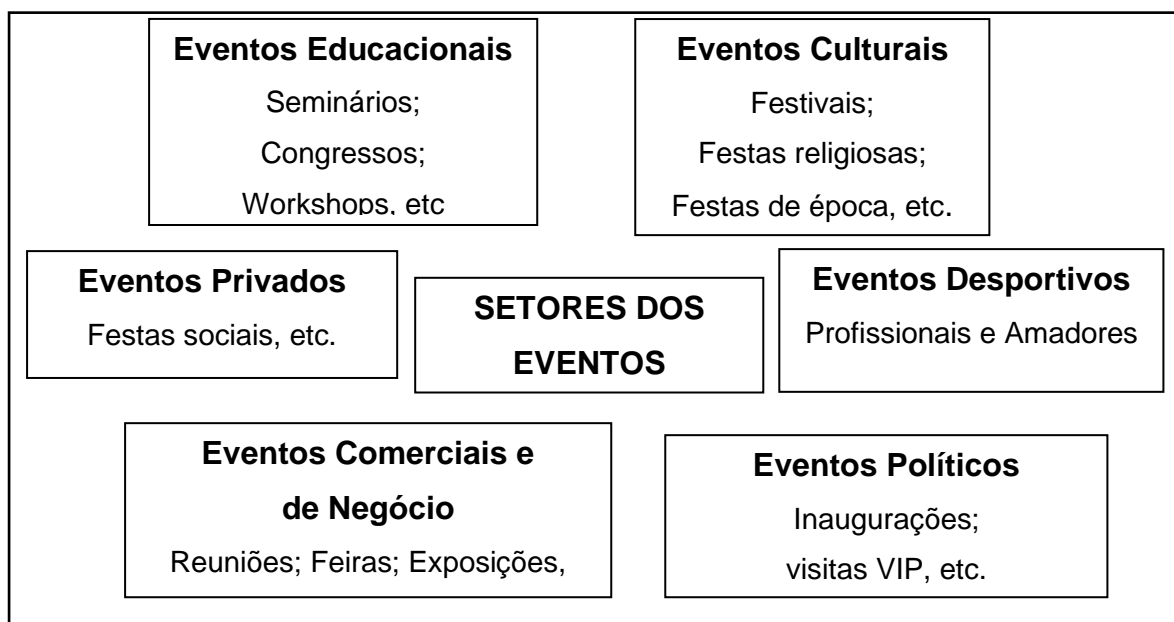 Eventos Educacionais
Seminários;
Congressos;
Workshops, etc
Eventos Culturais
Festivais;
Festas religiosas;
Festas de época, etc.
Eventos Privados
Festas sociais, etc.
SETORES DOS
EVENTOS
Eventos Desportivos
Profissionais e Amadores
Eventos Comerciais e
de Negócio
Reuniões; Feiras; Exposições,
Eventos Políticos
Inaugurações;
visitas VIP, etc.